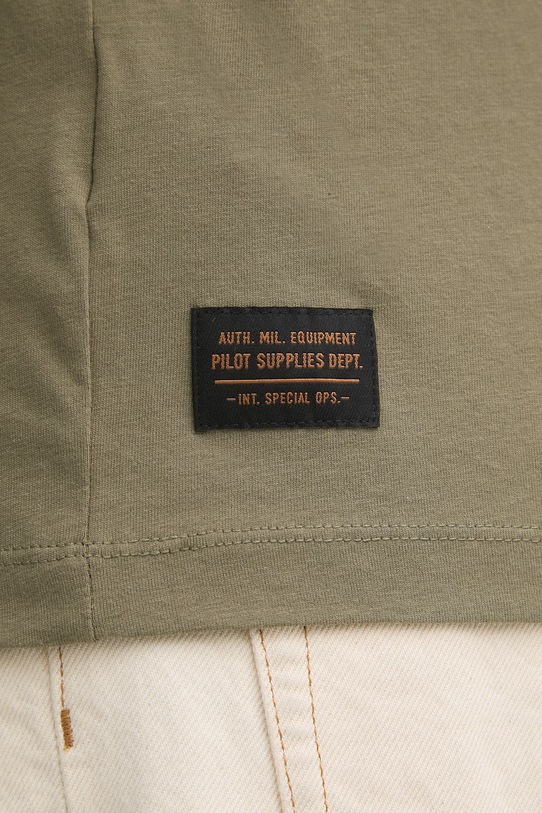 AUTH. MIL. EQUIPMENT
PILOT SUPPLIES DEPT.
—INT. SPECIAL OPS.—